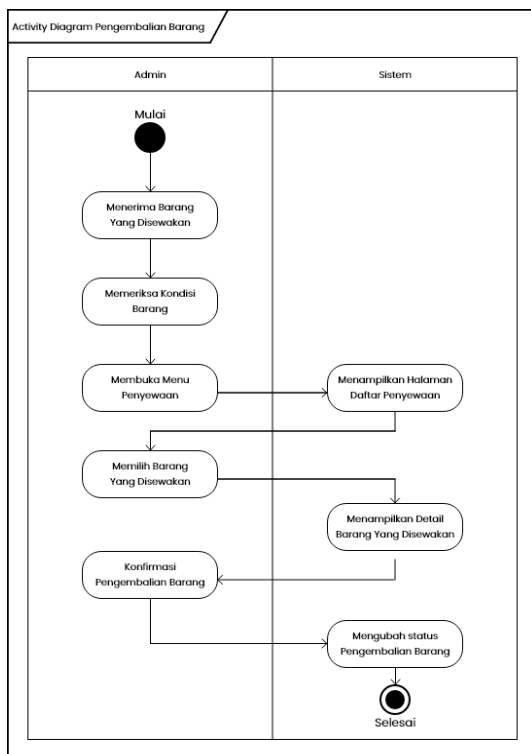 Activity Diagram Pengembalian Barang
Admin
Sistem
Mulai
Menerima Barang
Yang Disewakan
Memeriksa Kondisi
Barang
Membuka Menu
Penyewaan
Menampilkan Halaman
Daftar Penyewaan
Memilih Barang
Yang Disewakan
Menampilkan Detail
Barang Yang Disewakan
Konfirmasi
Pengembalian Barang
Mengubah status
Pengembalian Barang
Selesai